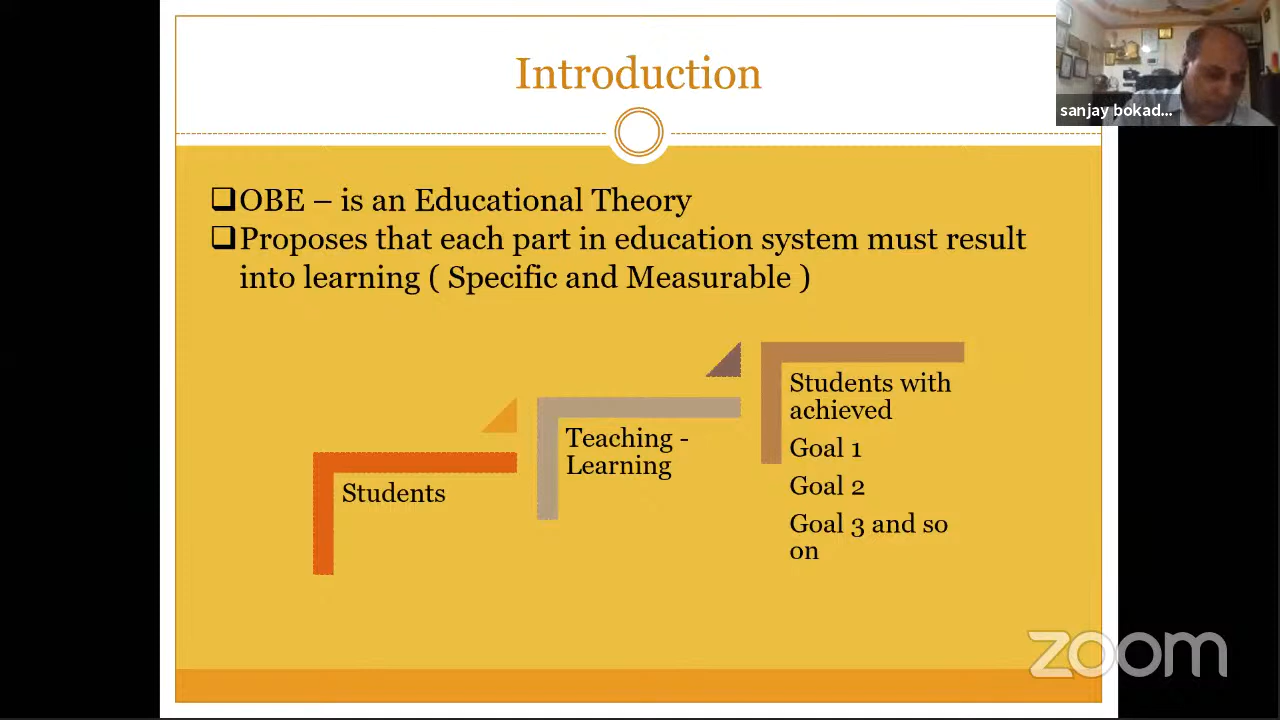 Introduction
sanjay bokad...
❑OBE – is an Educational Theory
❑Proposes that each part in education system must result
into learning ( Specific and Measurable )
Students
Teaching -
Learning
Students with
achieved
Goal 1
Goal 2
Goal 3 and so
on
zoom